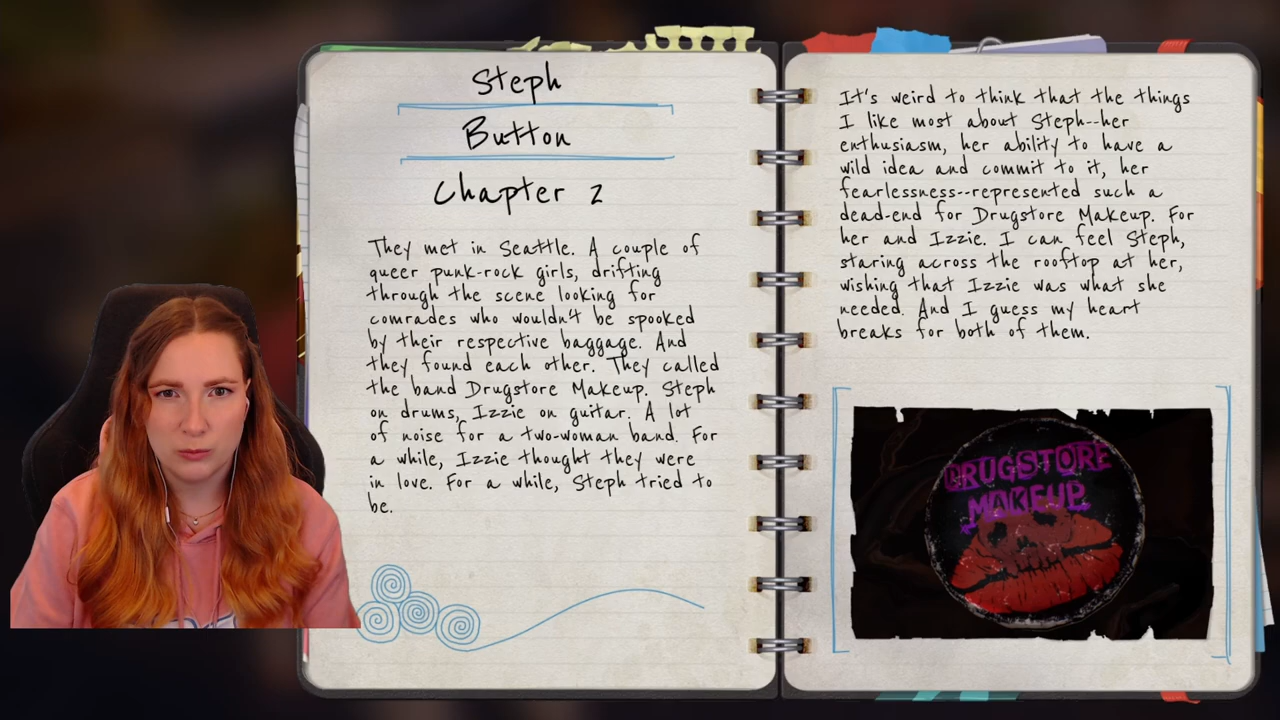 Steph
Button
Chapter 2
They met in Seattle. A couple of
queer punk-rock girls, drifting
through the scene looking for
comrades who wouldn't be spooked
by their respective baggage. And
they found each other. They called
the band Drugstore Makeup. Steph
on drums, Izzie on guitar. A lot
of noise for a two-woman band. For
a while, Izzie thought they were
in love. For a while, Steph tried to
be.
It's weird to think that the things
I like most about Steph--her
enthusiasm, her ability to have a
wild idea and commit to it, her
fearlessness--represented such a
dead-end for Drugstore Makeup. For
her and Izzie. I can feel Steph,
staring across the rooftop at her,
wishing that Izzie was what she
needed. And I guess my heart
breaks for both of them.
DRUGSTORE
MAKEUP